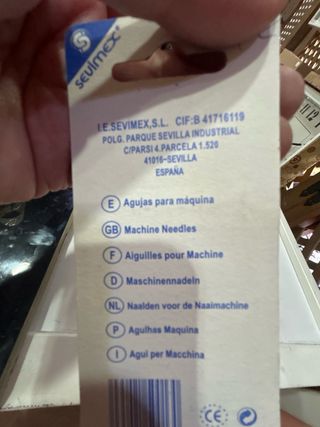 SEVIMEX
I.E.SEVIMEX,S.L. CIF:B 41716119
POLG. PARQUE SEVILLA INDUSTRIAL
C/PARSI 4.PARCELA 1.520
41016-SEVILLA
ESPAÑA
E Agujas para máquina
GB Machine Needles
F Aiguilles pour Machine
D Maschinennadeln
NL Naalden voor de Naaimachine
P Agulhas Maquina
I Agui per Macchina
CE